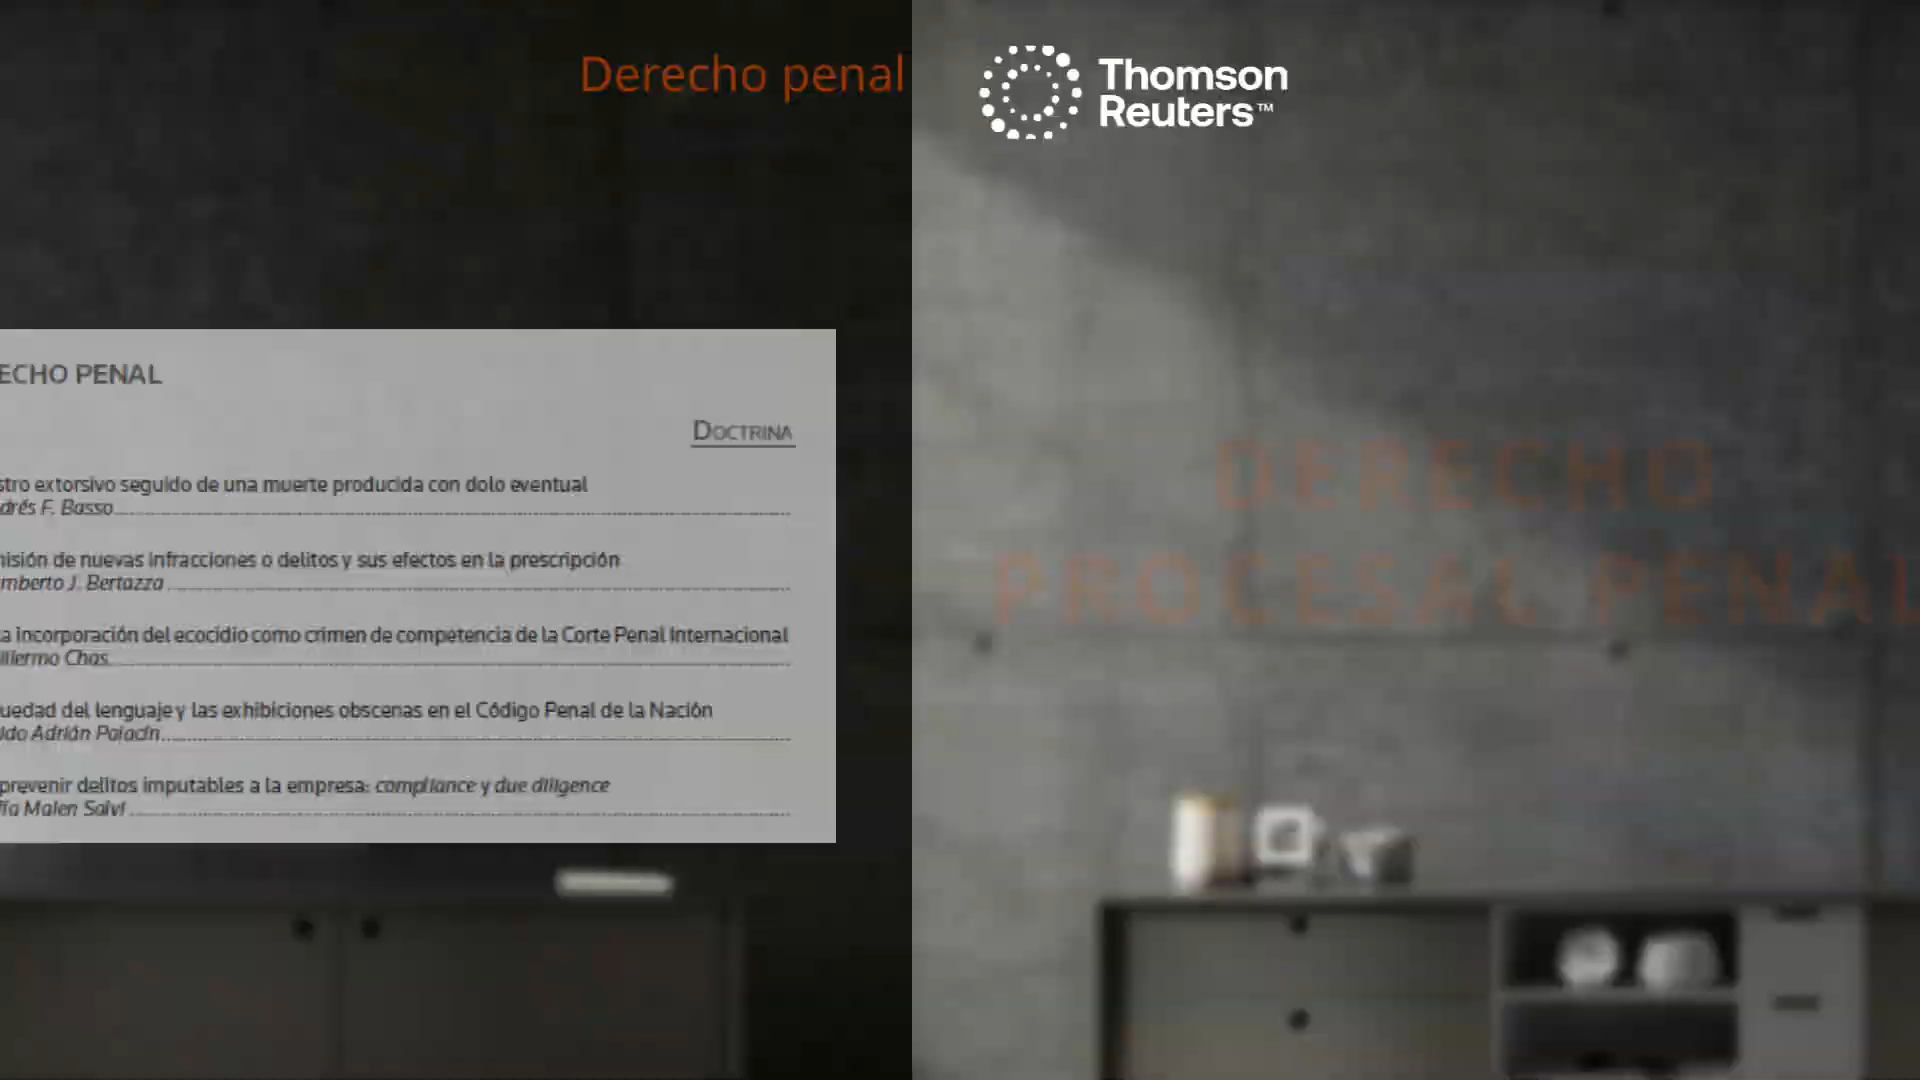 Derecho penal
Thomson
Reuters™
ECHO PENAL
DOCTRINA
stro extorsivo seguido de una muerte producida con dolo eventual
drés F. Basso
isión de nuevas infracciones o delitos y sus efectos en la prescripción
mberto J. Bertazza
a incorporación del ecocidio como crimen de competencia de la Corte Penal Internacional
illermo Chas
uedad del lenguaje y las exhibiciones obscenas en el Código Penal de la Nación
ldo Adrián Palacín
prevenir delitos imputables a la empresa: compliance y due diligence
fía Malen Salvi
DERECHO
PROCESAL PENAL